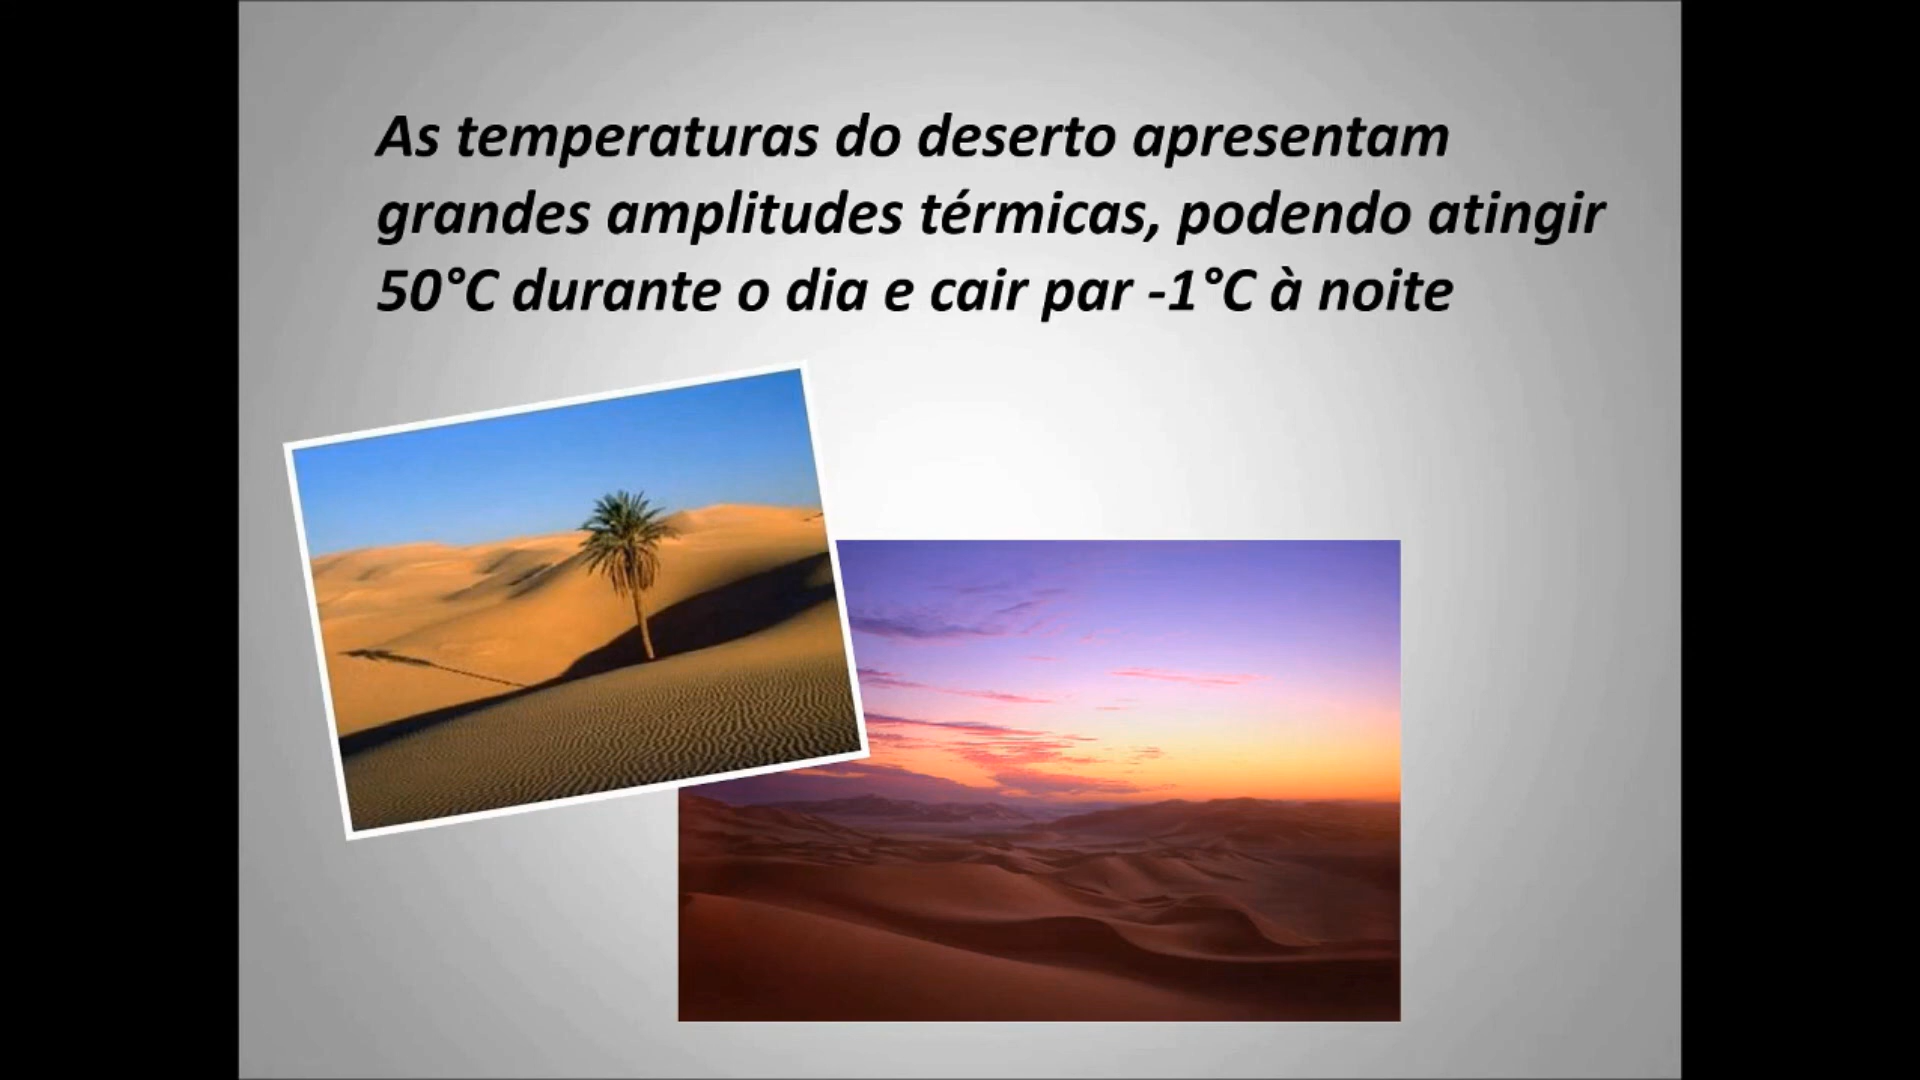 As temperaturas do deserto apresentam
grandes amplitudes térmicas, podendo atingir
50°C durante o dia e cair par -1°C à noite